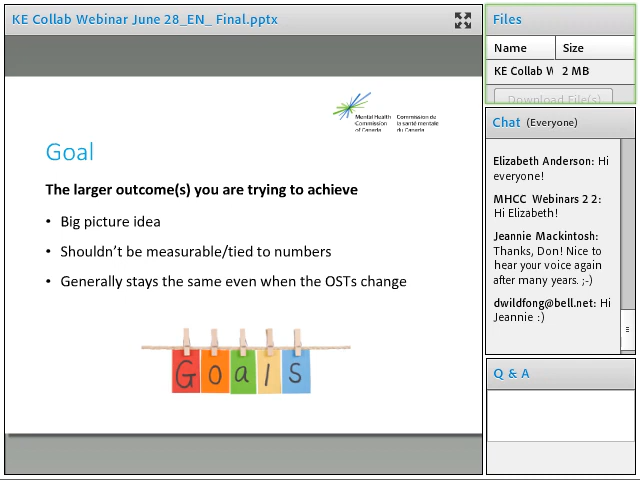 KE Collab Webinar June 28_EN_ Final.pptx
Mental Health
Commission
of Canada
Commission de
la santé mentale
du Canada
Goal
The larger outcome(s) you are trying to achieve
• Big picture idea
• Shouldn't be measurable/tied to numbers
• Generally stays the same even when the OSTs change
Goals
Files
Name Size
KE Collab W 2 MB
Download File(s)
Chat (Everyone)
Elizabeth Anderson: Hi
everyone!
MHCC Webinars 2 2:
Hi Elizabeth!
Jeannie Mackintosh:
Thanks, Don! Nice to
hear your voice again
after many years. ;-)
dwildfong@bell.net: Hi
Jeannie :)
Q & A